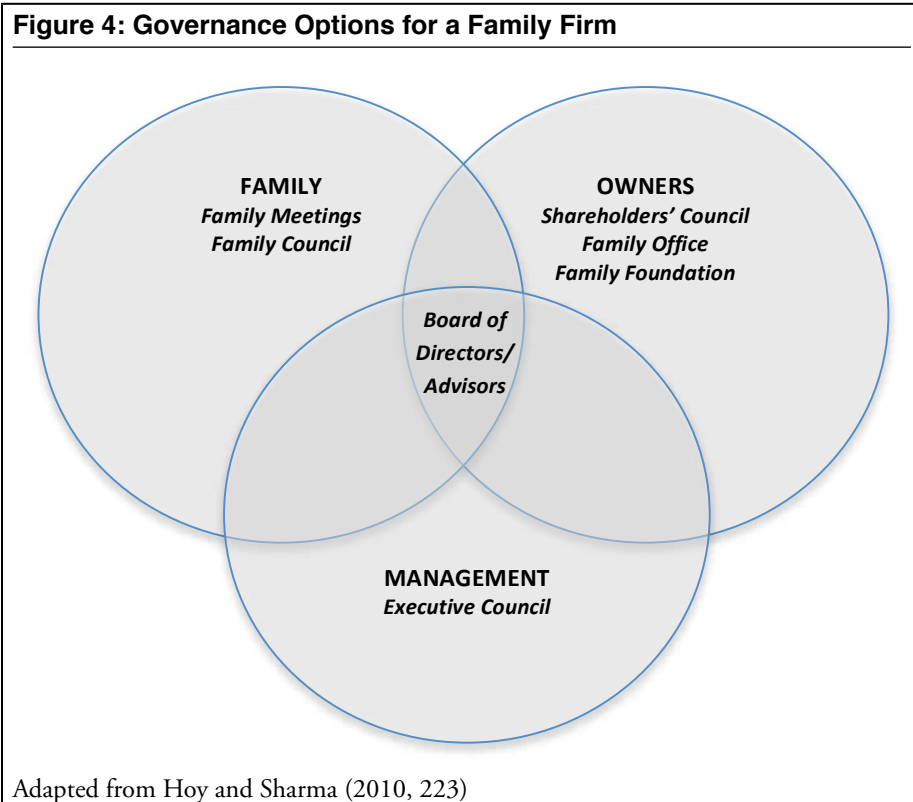 Figure 4: Governance Options for a Family Firm
FAMILY
Family Meetings
Family Council
OWNERS
Shareholders’ Council
Family Office
Family Foundation
Board of
Directors/
Advisors
MANAGEMENT
Executive Council
Adapted from Hoy and Sharma (2010, 223)